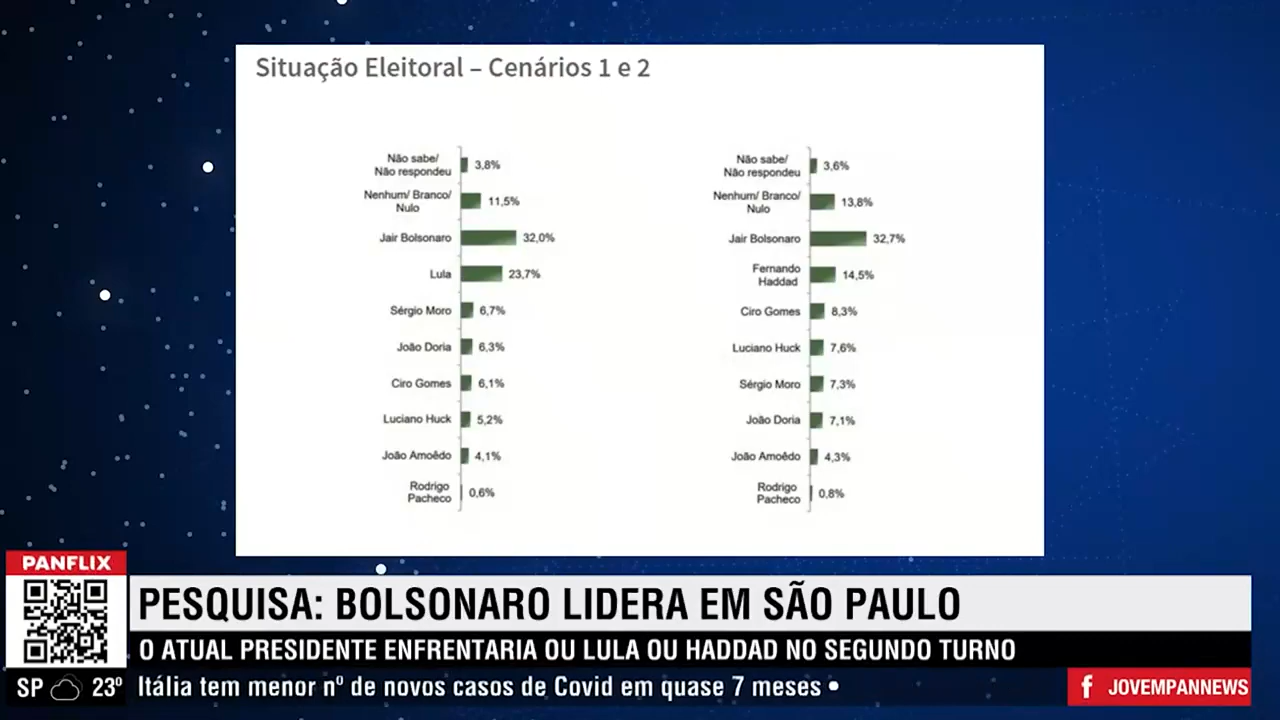 Situação Eleitoral – Cenários 1 e 2
Não sabe/
Não respondeu
3,8%
Nenhum/ Branco/
Nulo
11,5%
Jair Bolsonaro 32,0%
Lula 23,7%
Sérgio Moro 6,7%
João Doria 6,3%
Ciro Gomes 6,1%
Luciano Huck 5,2%
João Amoêdo 4,1%
Rodrigo
Pacheco
0,6%
Não sabe/
Não respondeu
3,6%
Nenhum/ Branco/
Nulo
13,8%
Jair Bolsonaro 32,7%
Fernando
Haddad
14,5%
Ciro Gomes 8,3%
Luciano Huck 7,6%
Sérgio Moro 7,3%
João Doria 7,1%
João Amoêdo 4,3%
Rodrigo
Pacheco
0,8%
PANFLIX
PESQUISA: BOLSONARO LIDERA EM SÃO PAULO
O ATUAL PRESIDENTE ENFRENTARIA OU LULA OU HADDAD NO SEGUNDO TURNO
SP 23º Itália tem menor nº de novos casos de Covid em quase 7 meses •
f JOVEMPANNEWS